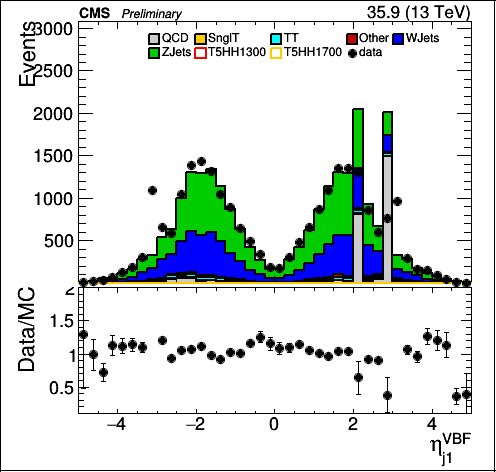 CMS Preliminary 35.9 (13 TeV)
Events
3000
2500
2000
1500
1000
500
QCD SnglT TT Other WJets
ZJets T5HH1300 T5HH1700 data
Data/MC
2
1.5
1
0.5
−4 −2 0 2 4
η_{j1}^{VBF}